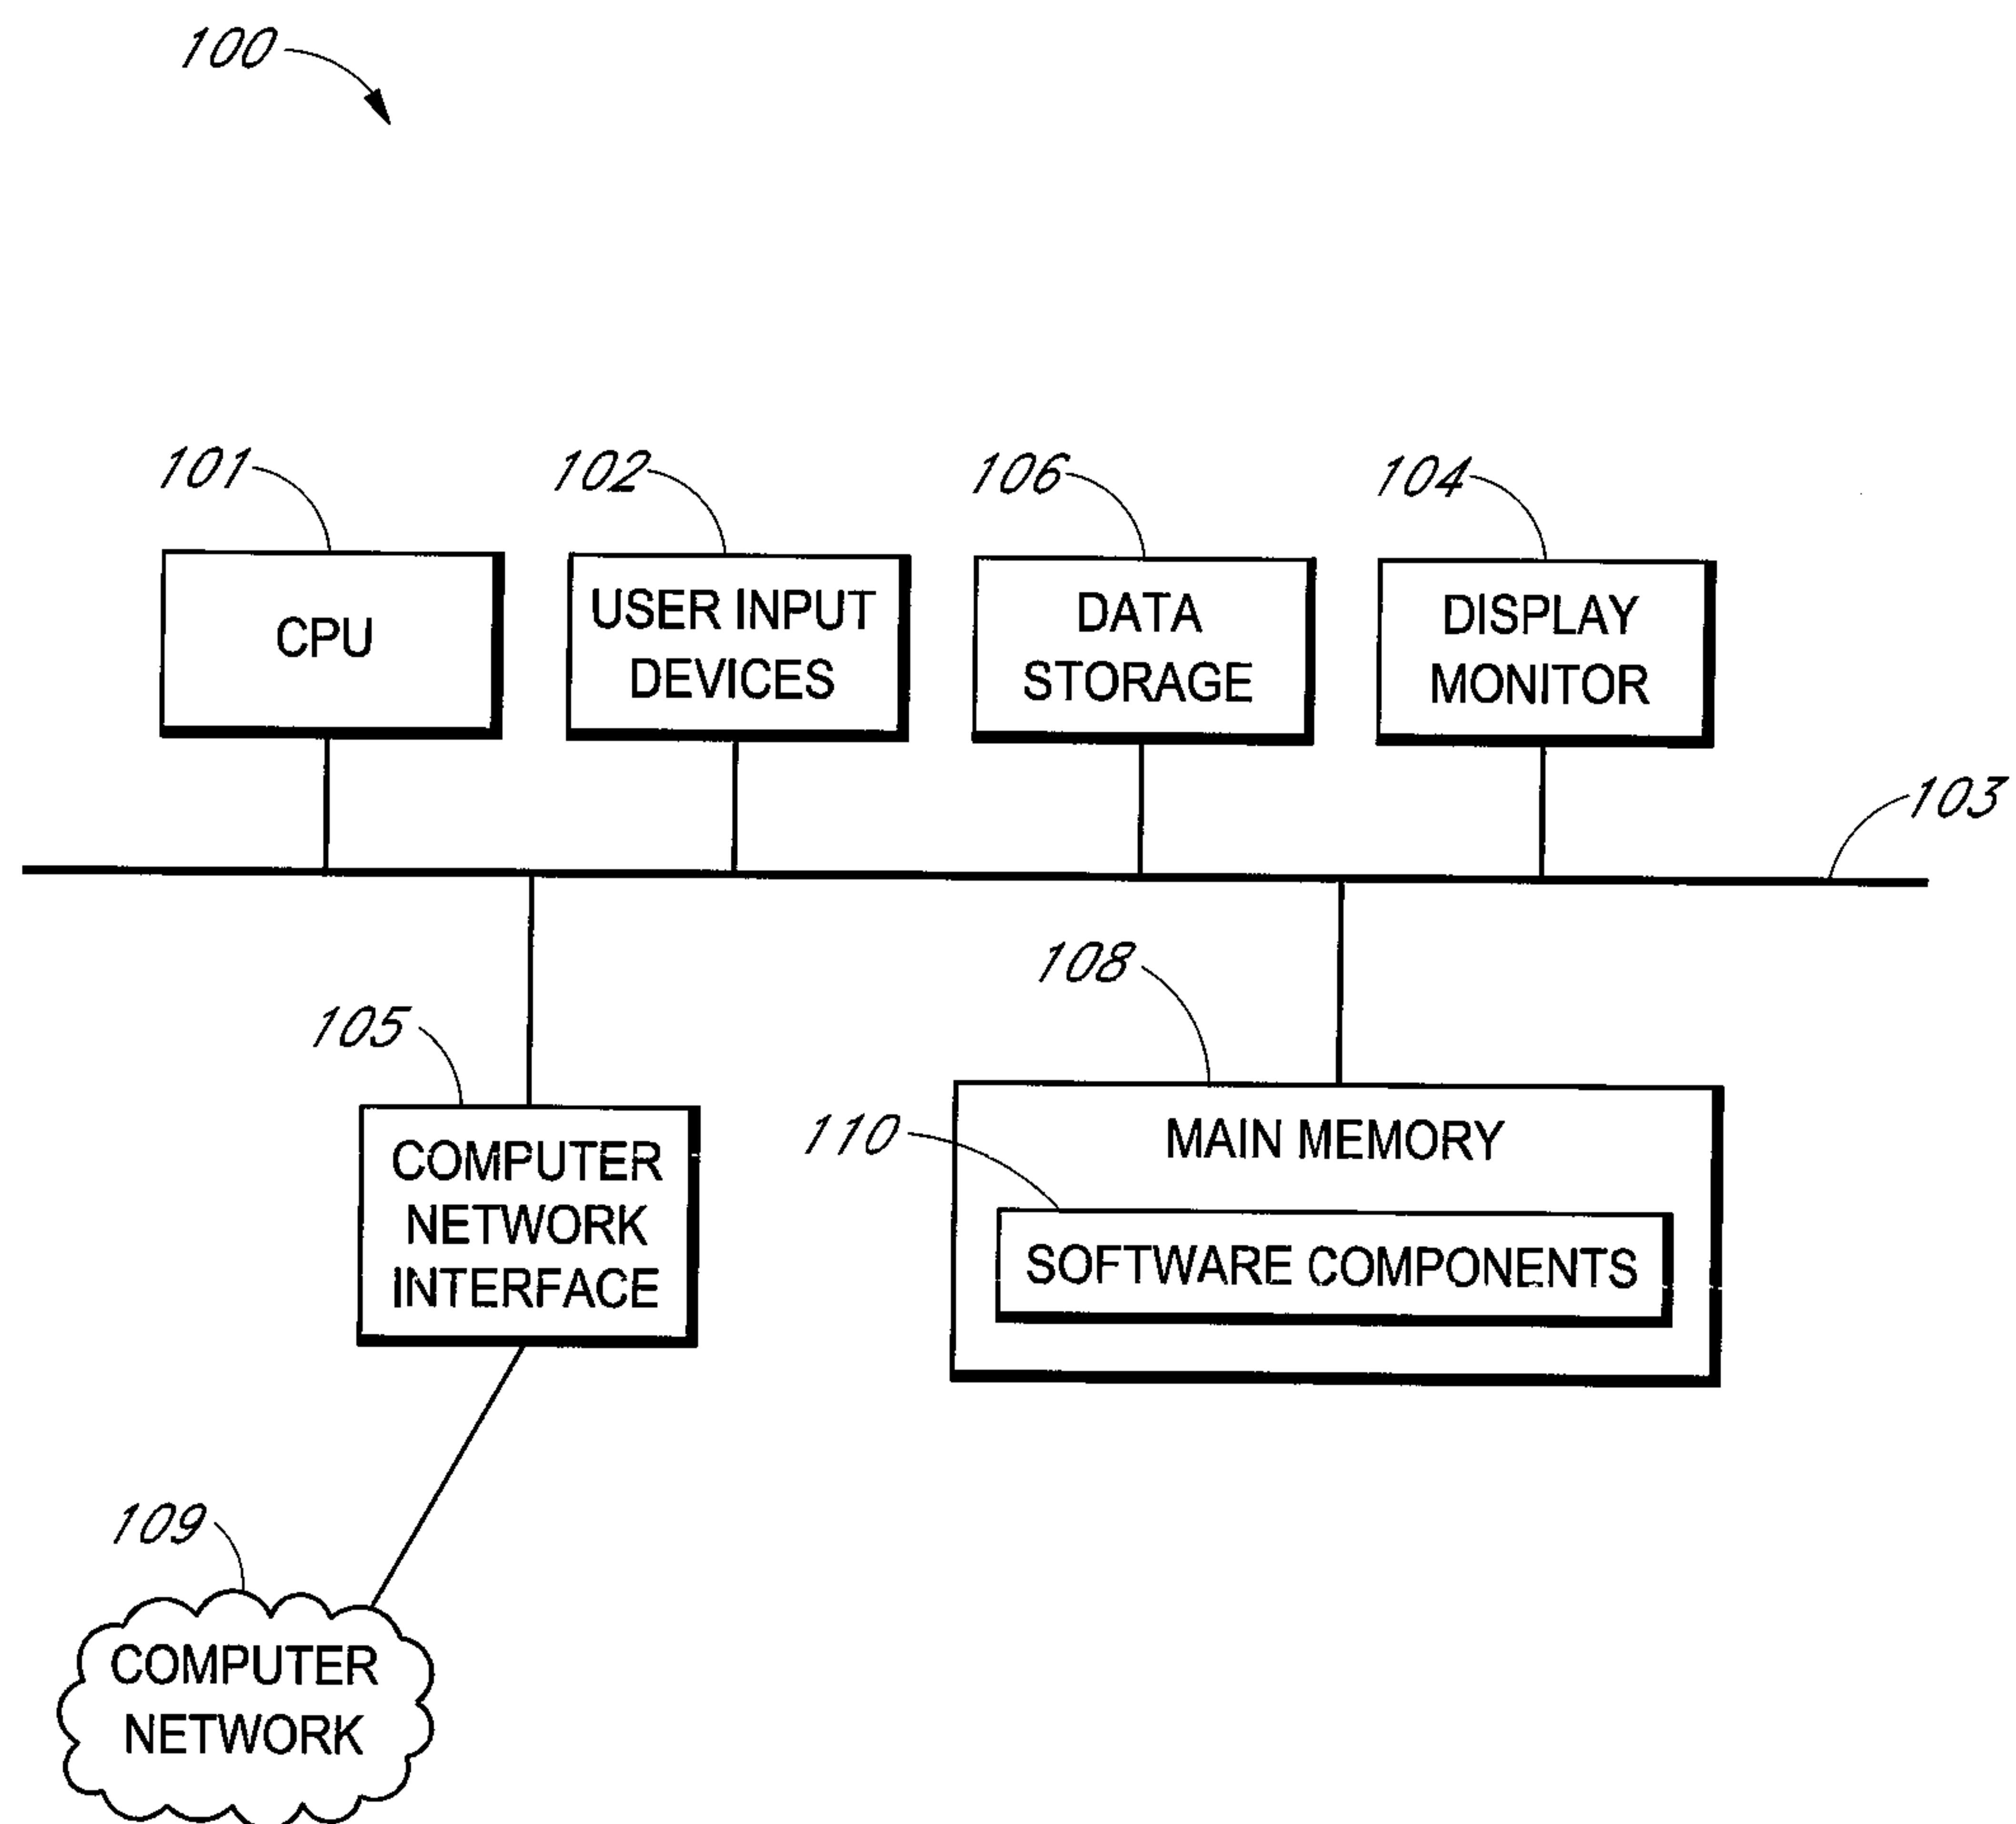 100
101
102
106
104
CPU
USER INPUT
DEVICES
DATA
STORAGE
DISPLAY
MONITOR
103
108
105
110
COMPUTER
NETWORK
INTERFACE
MAIN MEMORY
SOFTWARE COMPONENTS
109
COMPUTER
NETWORK